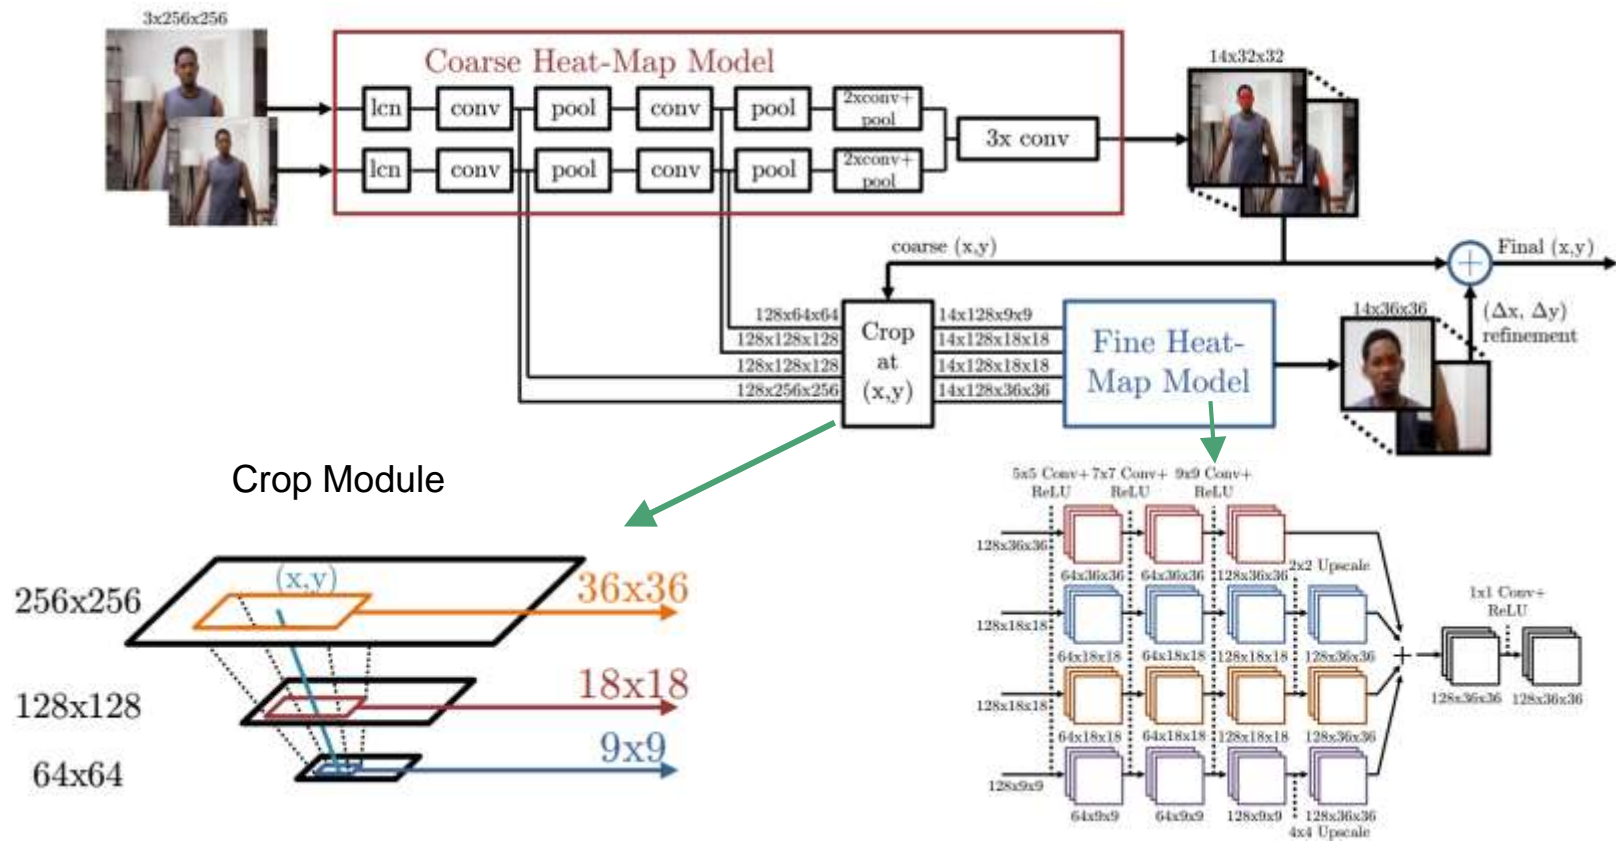 3x256x256
Coarse Heat-Map Model
lcn
conv
pool
conv
pool
2xconv+
pool
lcn
conv
pool
conv
pool
2xconv+
pool
3x conv
14x32x32
coarse (x,y)
Final (x,y)
128x64x64
128x128x128
128x128x128
128x256x256
Crop
at
(x,y)
14x128x9x9
14x128x18x18
14x128x18x18
14x128x36x36
Fine Heat-
Map Model
14x36x36
(Δx, Δy)
refinement
Crop Module
256x256
(x,y)
36x36
128x128
18x18
64x64
9x9
5x5 Conv+
ReLU
7x7 Conv+
ReLU
9x9 Conv+
ReLU
128x36x36
64x36x36
64x36x36
128x36x36
2x2 Upscale
128x18x18
64x18x18
64x18x18
128x18x18
128x36x36
1x1 Conv+
ReLU
+
128x36x36
128x36x36
128x18x18
64x18x18
64x18x18
128x18x18
128x36x36
128x9x9
64x9x9
64x9x9
128x9x9
128x36x36
4x4 Upscale